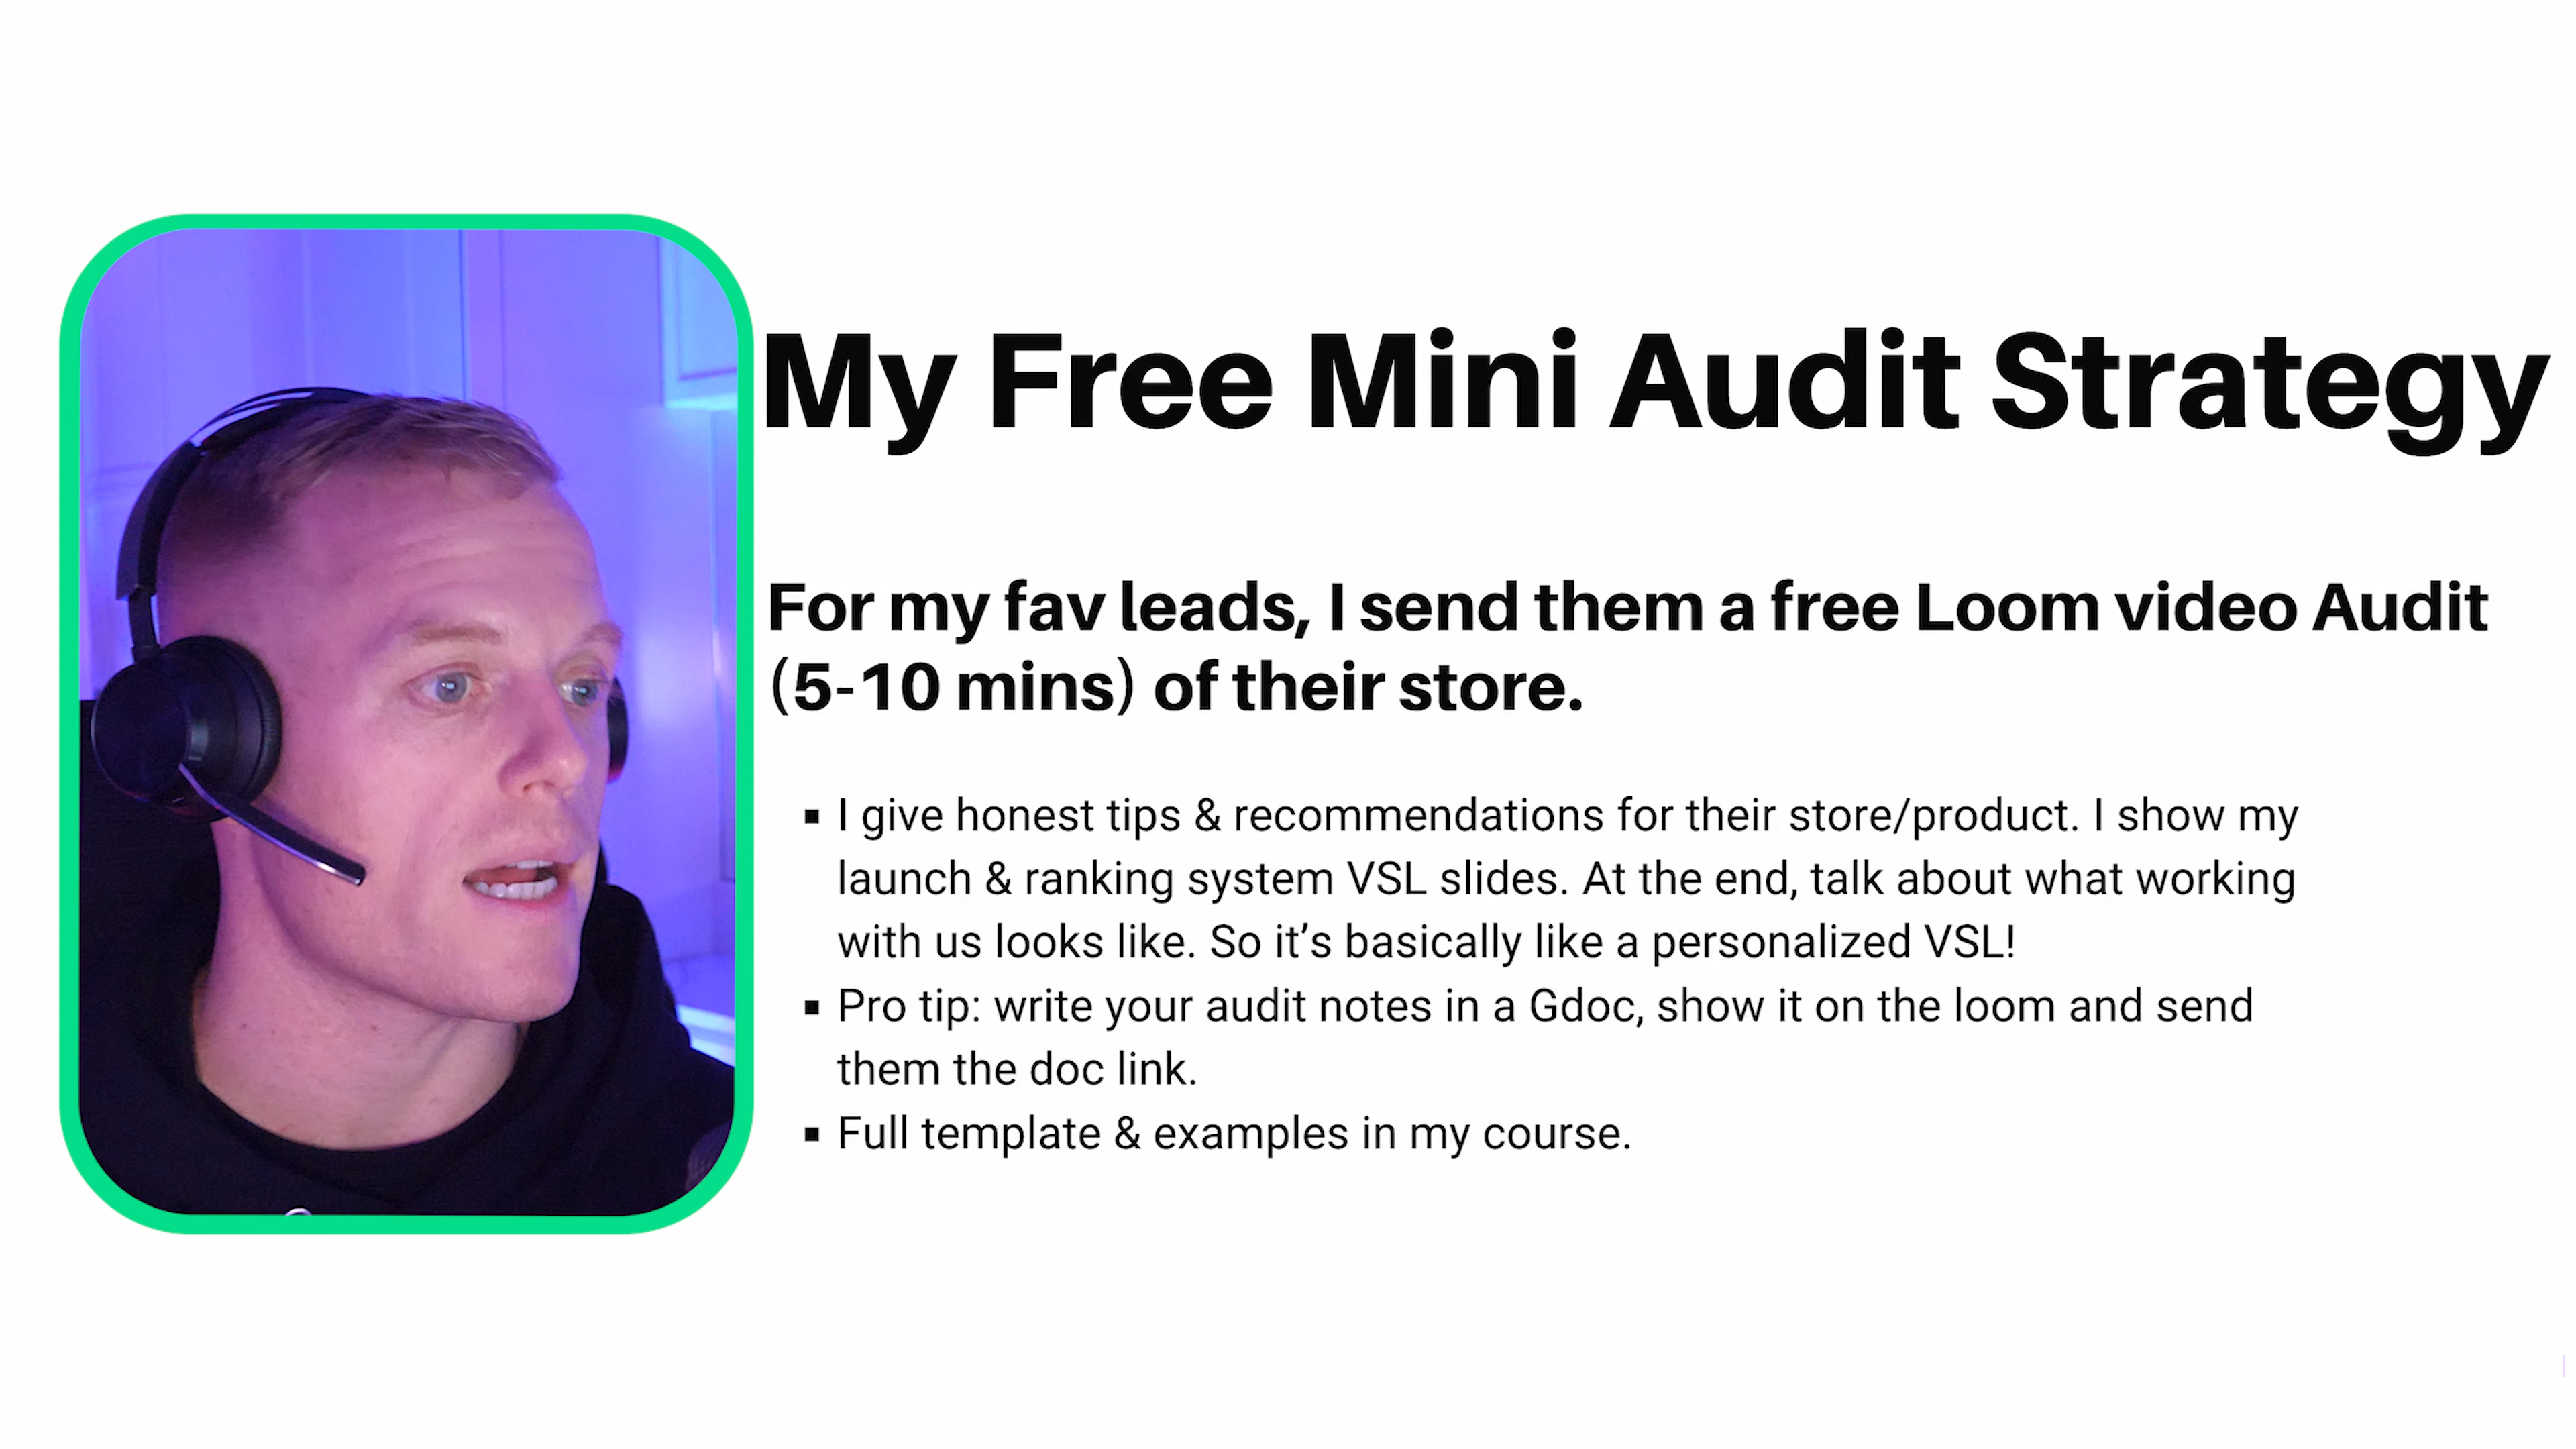 My Free Mini Audit Strategy
For my fav leads, I send them a free Loom video Audit
(5-10 mins) of their store.
▪ I give honest tips & recommendations for their store/product. I show my
launch & ranking system VSL slides. At the end, talk about what working
with us looks like. So it’s basically like a personalized VSL!
▪ Pro tip: write your audit notes in a Gdoc, show it on the loom and send
them the doc link.
▪ Full template & examples in my course.